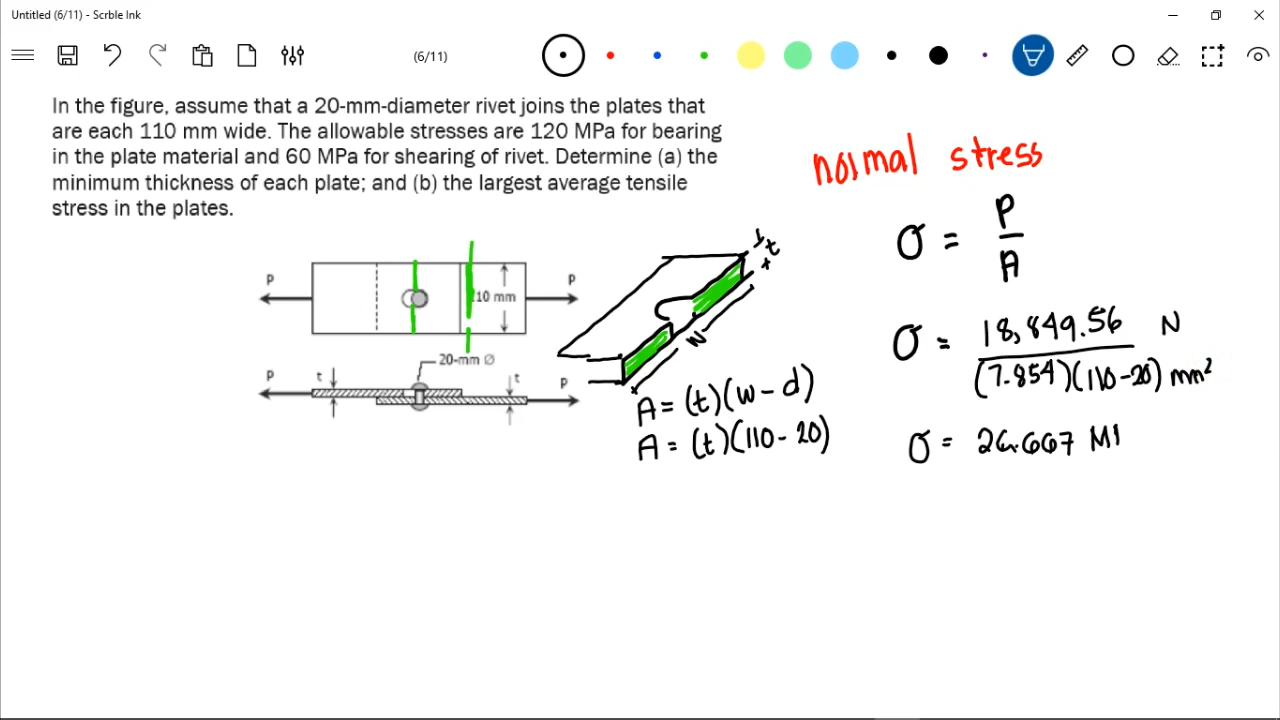 Untitled (6/11) - Scrble Ink
(6/11)
In the figure, assume that a 20-mm-diameter rivet joins the plates that
are each 110 mm wide. The allowable stresses are 120 MPa for bearing
in the plate material and 60 MPa for shearing of rivet. Determine (a) the
minimum thickness of each plate; and (b) the largest average tensile
stress in the plates.
P
10 mm
P
20-mm Ø
P
t
t
P
t
w
A = (t)(w - d)
A = (t)(110 - 20)
normal stress
σ = P
A
σ = 18,849.56 N
(7.854)(110-20) mm²
σ = 26.667 M